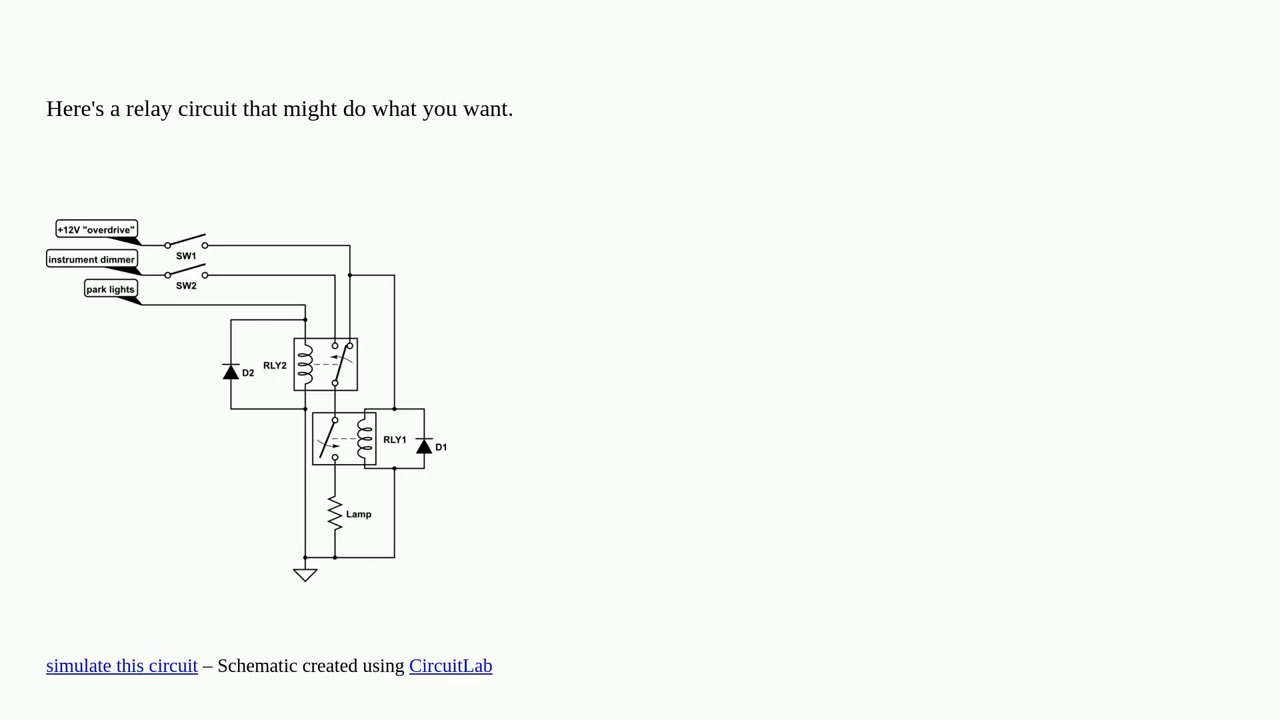 Here's a relay circuit that might do what you want.
+12V "overdrive"
SW1
instrument dimmer
SW2
park lights
RLY2
D2
RLY1
D1
Lamp
simulate this circuit – Schematic created using CircuitLab